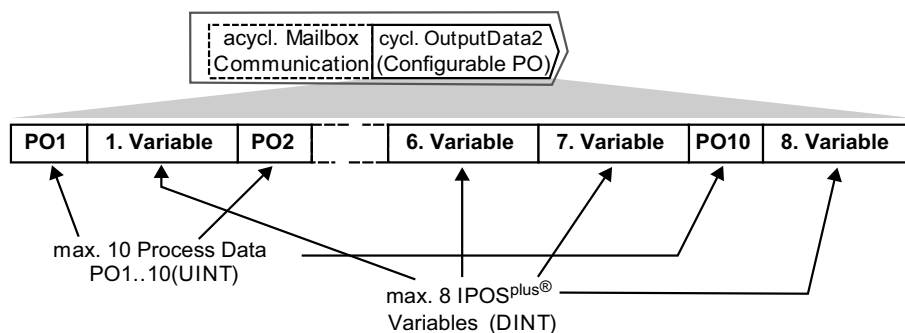 acycl. Mailbox
Communication
cycl. OutputData2
(Configurable PO)
PO1 1. Variable PO2 6. Variable 7. Variable PO10 8. Variable
max. 10 Process Data
PO1..10(UINT)
max. 8 IPOSplus®
Variables (DINT)